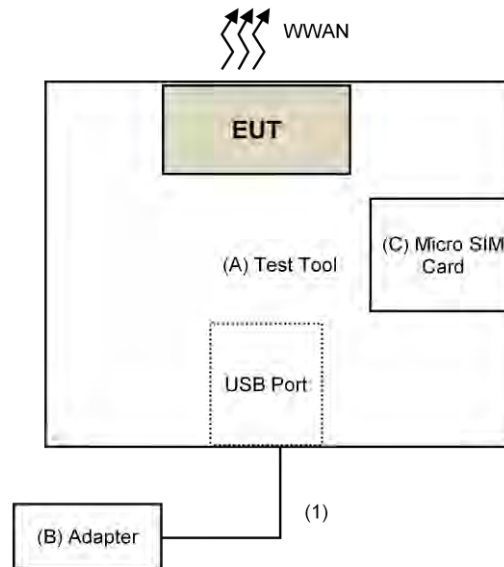 WWAN
EUT
(A) Test Tool
(C) Micro SIM
Card
USB Port
(1)
(B) Adapter